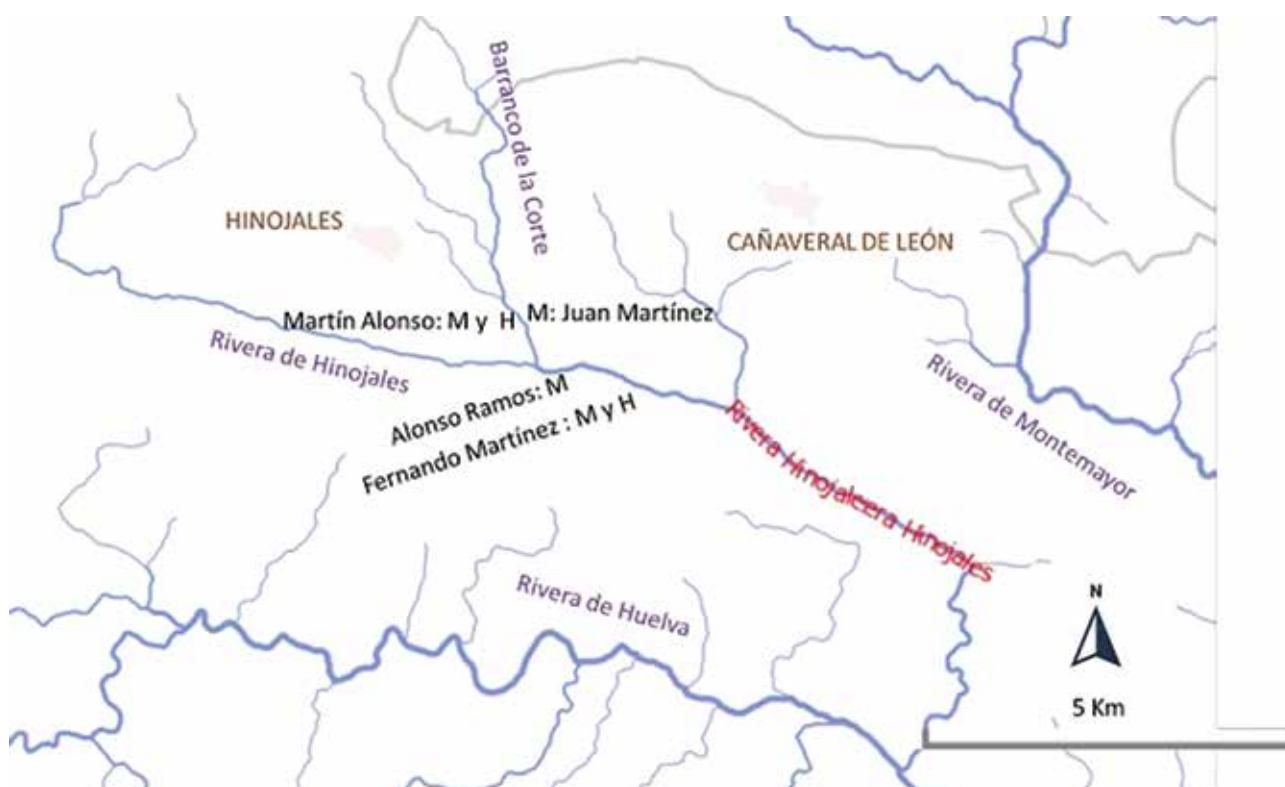 Barranco de la Corte
HINOJALES
CAÑAVERAL DE LEÓN
Martín Alonso: M y H
M: Juan Martínez
Rivera de Hinojales
Alonso Ramos: M
Fernando Martínez : M y H
Rivera de Montemayor
Rivera Hinojaleera Hinojales
Rivera de Huelva
N
5 Km